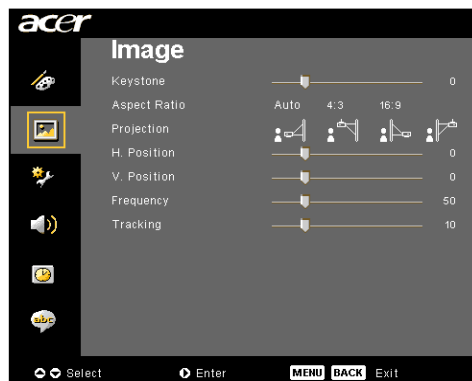 acer
Image
Keystone 0
Aspect Ratio Auto 4:3 16:9
Projection
H. Position 0
V. Position 0
Frequency 50
Tracking 10
abc
Select Enter MENU BACK Exit